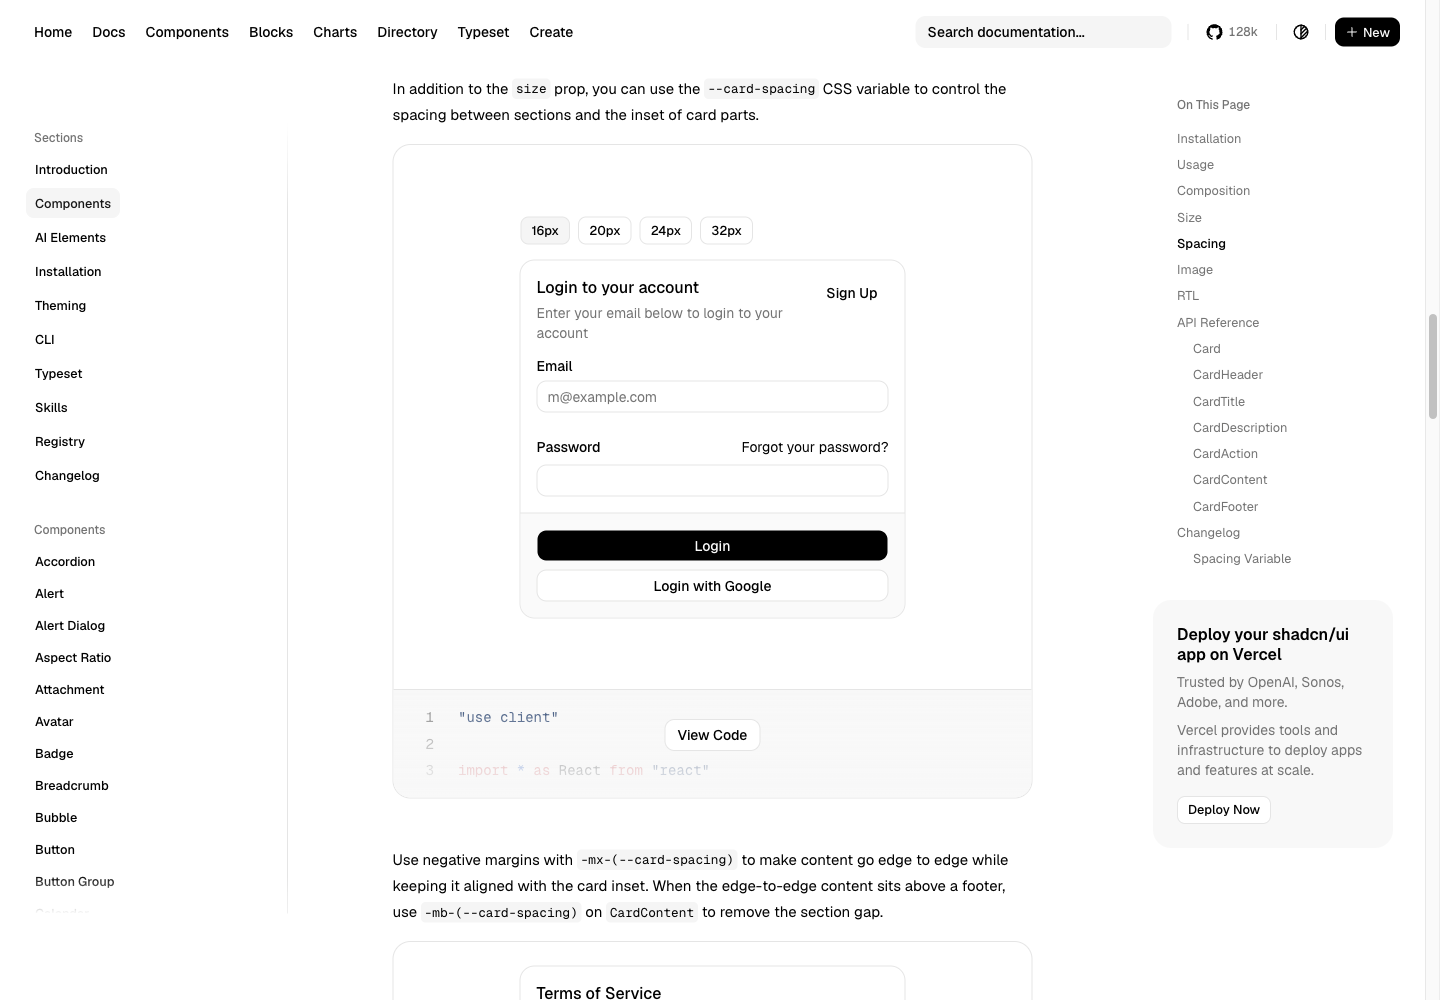 Home Docs Components Blocks Charts Directory Typeset Create
Search documentation...
128k
New
Sections
Introduction
Components
AI Elements
Installation
Theming
CLI
Typeset
Skills
Registry
Changelog
Components
Accordion
Alert
Alert Dialog
Aspect Ratio
Attachment
Avatar
Badge
Breadcrumb
Bubble
Button
Button Group
Calendar
In addition to the size prop, you can use the --card-spacing CSS variable to control the
spacing between sections and the inset of card parts.
16px 20px 24px 32px
Login to your account
Sign Up
Enter your email below to login to your
account
Email
m@example.com
Password
Forgot your password?
Login
Login with Google
1 "use client"
2
3 import * as React from "react"
View Code
Use negative margins with -mx-(--card-spacing) to make content go edge to edge while
keeping it aligned with the card inset. When the edge-to-edge content sits above a footer,
use -mb-(--card-spacing) on CardContent to remove the section gap.
Terms of Service
On This Page
Installation
Usage
Composition
Size
Spacing
Image
RTL
API Reference
Card
CardHeader
CardTitle
CardDescription
CardAction
CardContent
CardFooter
Changelog
Spacing Variable
Deploy your shadcn/ui
app on Vercel
Trusted by OpenAI, Sonos,
Adobe, and more.
Vercel provides tools and
infrastructure to deploy apps
and features at scale.
Deploy Now